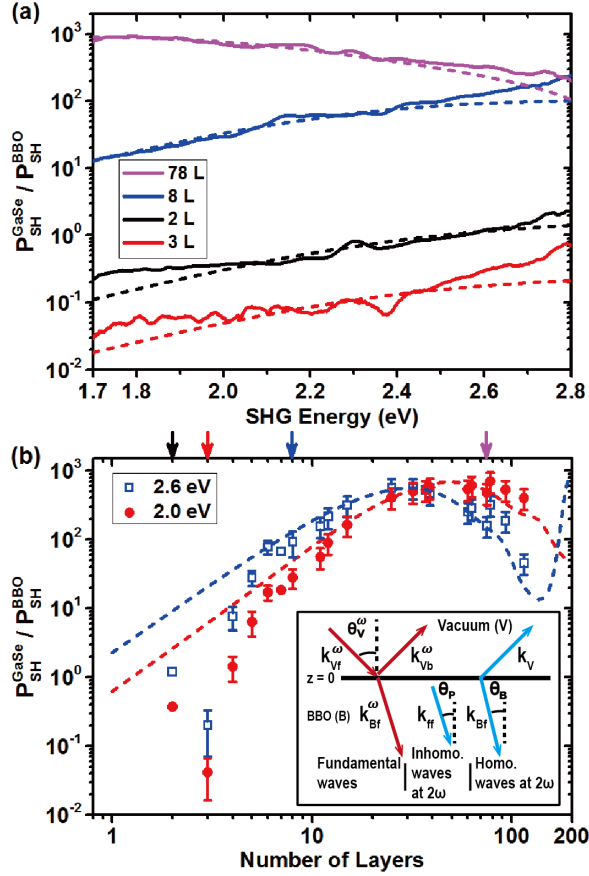 (a)
10³
10²
10¹
10⁰
10⁻¹
10⁻²
P_SH^GaSe / P_SH^BBO
78 L
8 L
2 L
3 L
1.7
2.0
2.2
2.4
2.6
2.8
SHG Energy (eV)
(b)
10³
10²
10¹
10⁰
10⁻¹
10⁻²
P_SH^GaSe / P_SH^BBO
2.6 eV
2.0 eV
θ_V^ω
Vacuum (V)
k_Vf^ω
k_Vb^ω
k_V
z = 0
θ_P
θ_B
BBO (B)
k_Bf^ω
k_ff
k_Bf
Fundamental
waves
Inhomo.
waves
at 2ω
Homo.
waves at 2ω
1
10
100
200
Number of Layers